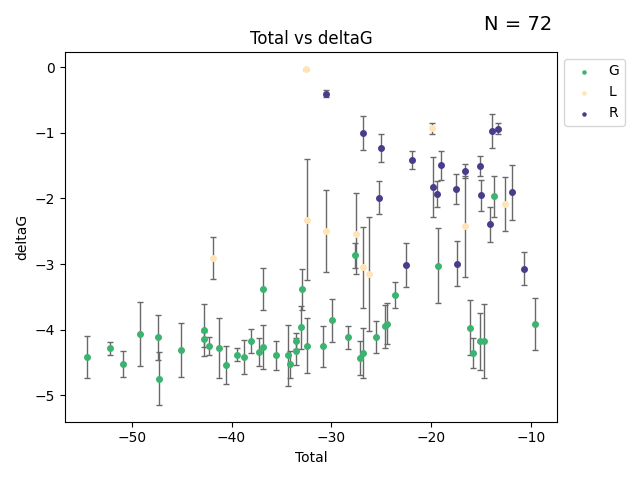 N = 72
Total vs deltaG
G
L
R
deltaG
0
−1
−2
−3
−4
−5
−50 −40 −30 −20 −10
Total